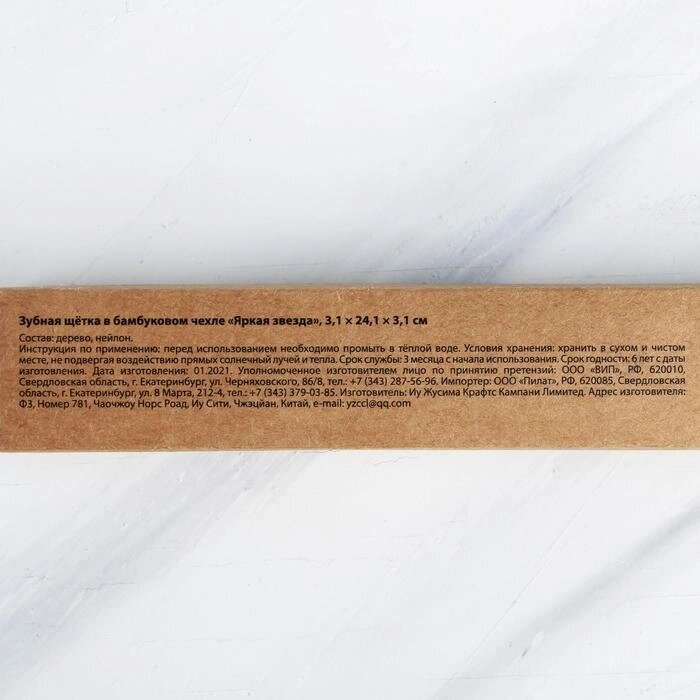 Зубная щётка в бамбуковом чехле «Яркая звезда», 3,1 × 24,1 × 3,1 см
Состав: дерево, нейлон.
Инструкция по применению: перед использованием необходимо промыть в тёплой воде. Условия хранения: хранить в сухом и чистом
месте, не подвергая воздействию прямых солнечный лучей и тепла. Срок службы: 3 месяца с начала использования. Срок годности: 6 лет с даты
изготовления. Дата изготовления: 01.2021. Уполномоченное изготовителем лицо по принятию претензий: ООО «ВИП», РФ, 620010,
Свердловская область, г. Екатеринбург, ул. Черняховского, 86/8, тел.: +7 (343) 287-56-96. Импортер: ООО «Пилат», РФ, 620085, Свердловская
область, г. Екатеринбург, ул. 8 Марта, 212-4, тел.: +7 (343) 379-03-85. Изготовитель: Иу Жусима Крафтс Кампани Лимитед. Адрес изготовителя:
Ф3, Номер 781, Чаочжоу Норс Роад, Иу Сити, Чжэцзян, Китай, e-mail: yzccl@qq.com